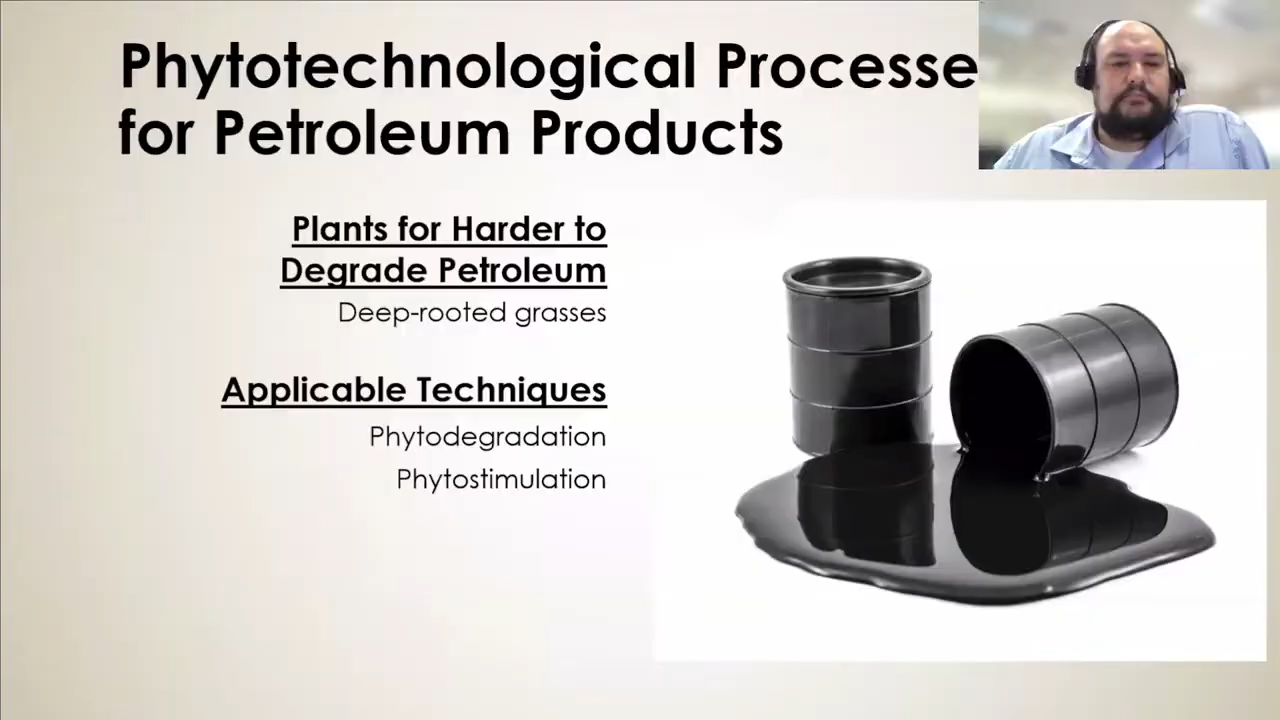 Phytotechnological Processe
for Petroleum Products
Plants for Harder to
Degrade Petroleum
Deep-rooted grasses
Applicable Techniques
Phytodegradation
Phytostimulation